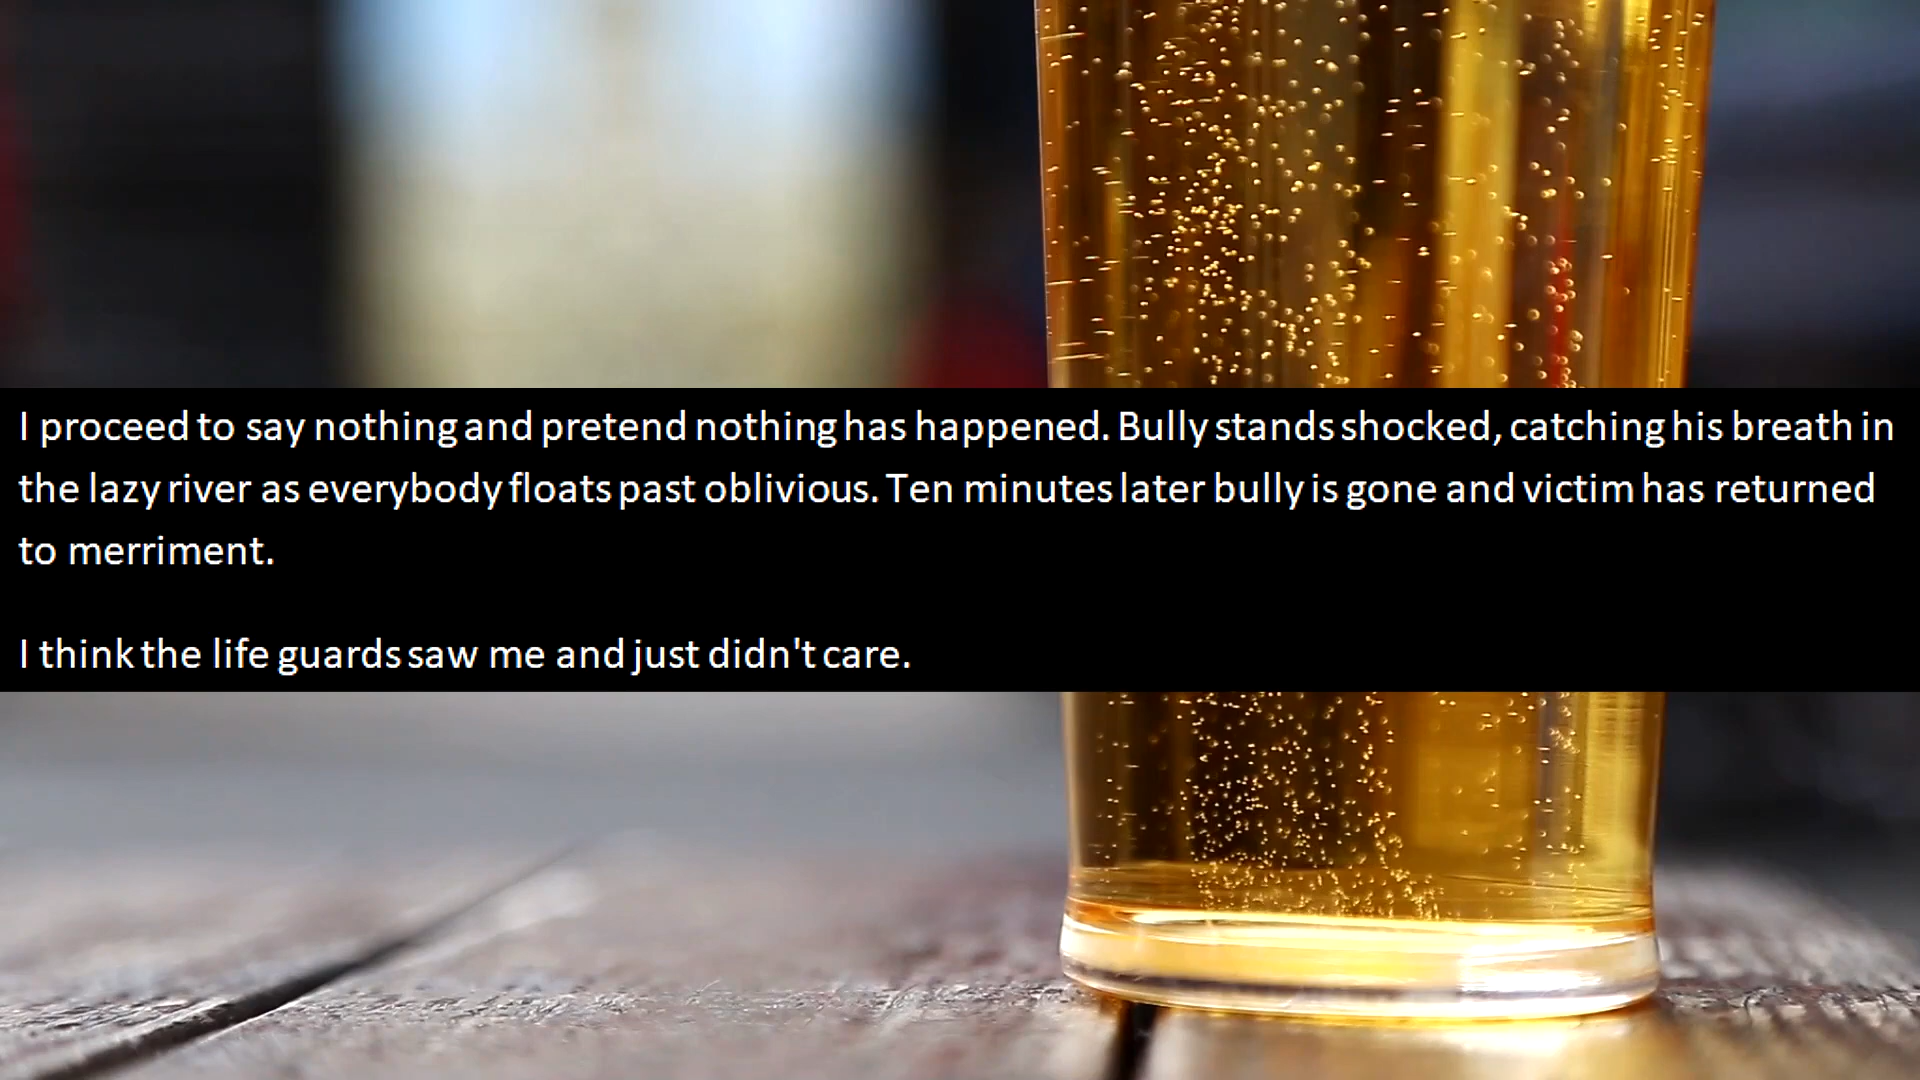 I proceed to say nothing and pretend nothing has happened. Bully stands shocked, catching his breath in
the lazy river as everybody floats past oblivious. Ten minutes later bully is gone and victim has returned
to merriment.
I think the life guards saw me and just didn't care.